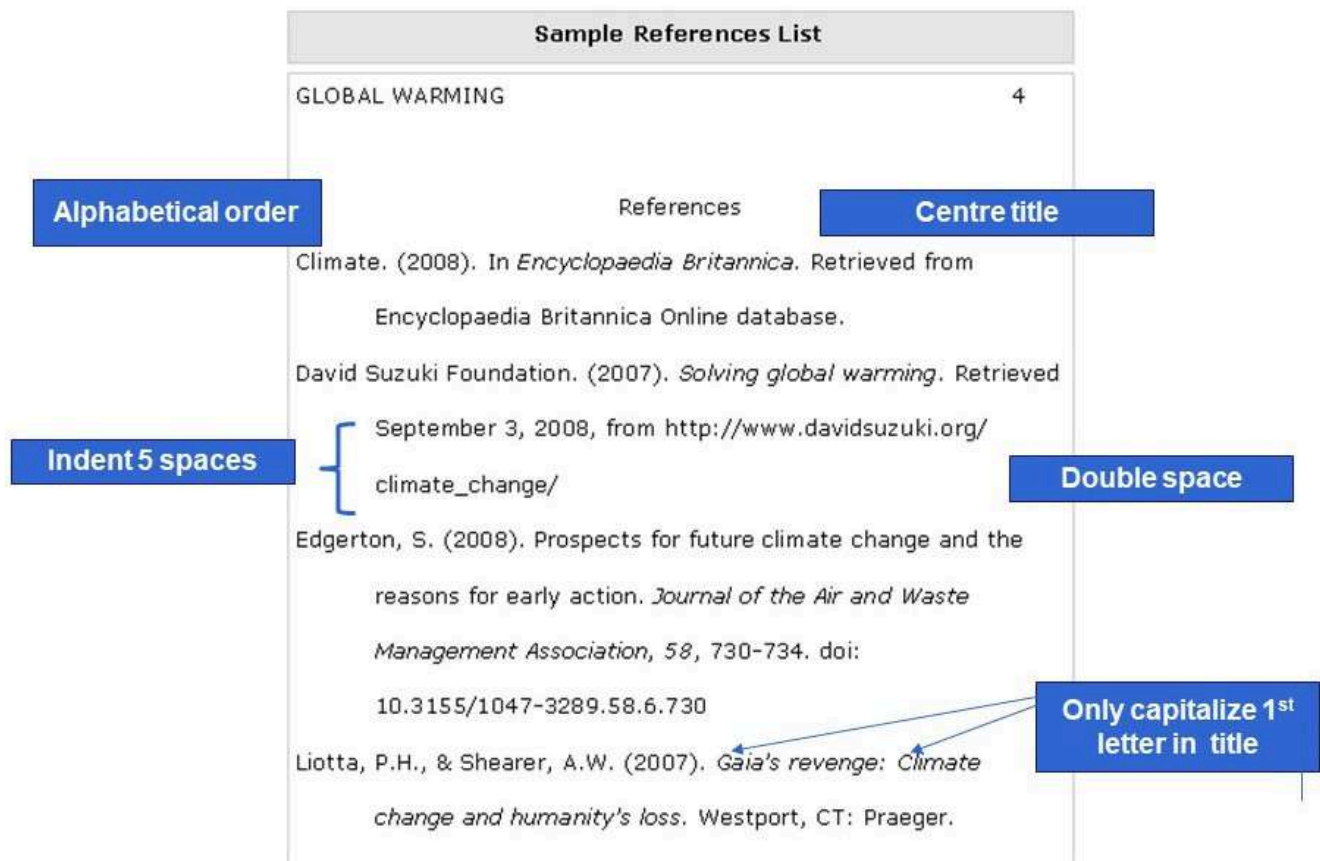 Sample References List
GLOBAL WARMING 4
Alphabetical order
References
Centre title
Climate. (2008). In Encyclopaedia Britannica. Retrieved from
Encyclopaedia Britannica Online database.
David Suzuki Foundation. (2007). Solving global warming. Retrieved
Indent 5 spaces
September 3, 2008, from http://www.davidsuzuki.org/
climate_change/
Double space
Edgerton, S. (2008). Prospects for future climate change and the
reasons for early action. Journal of the Air and Waste
Management Association, 58, 730-734. doi:
10.3155/1047-3289.58.6.730
Only capitalize 1st
letter in title
Liotta, P.H., & Shearer, A.W. (2007). Gaia's revenge: Climate
change and humanity's loss. Westport, CT: Praeger.